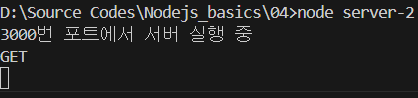 D:\Source Codes\Nodejs_basics\04>node server-2
3000번 포트에서 서버 실행 중
GET